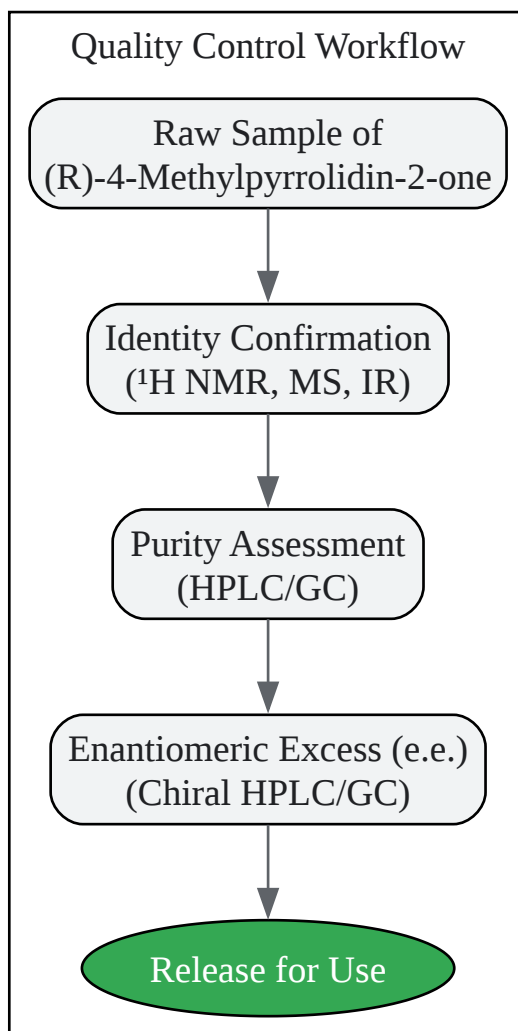 Quality Control Workflow
Raw Sample of
(R)-4-Methylpyrrolidin-2-one
Identity Confirmation
(¹H NMR, MS, IR)
Purity Assessment
(HPLC/GC)
Enantiomeric Excess (e.e.)
(Chiral HPLC/GC)
Release for Use